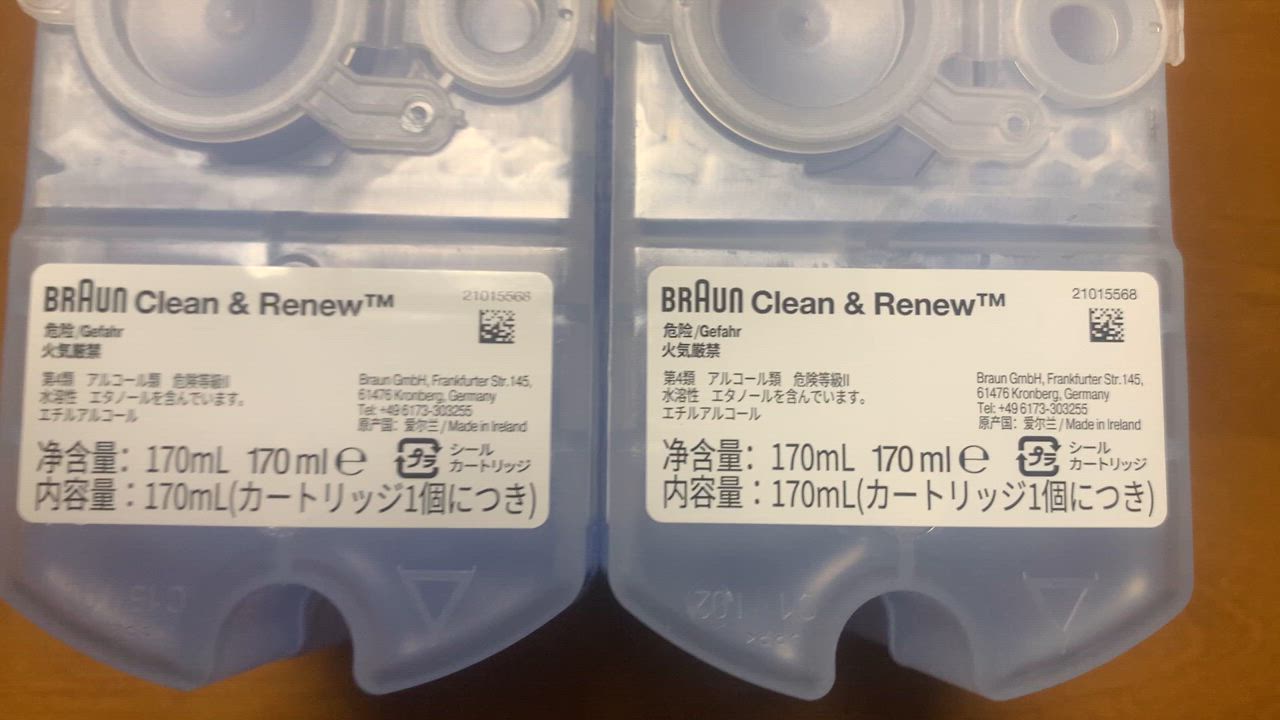 BRAUN Clean & Renew™ 21015568
危险/Gefahr
火気厳禁
第4類 アルコール類 危険等級II
水溶性 エタノールを含んでいます。
エチルアルコール
Braun GmbH, Frankfurter Str. 145,
61476 Kronberg, Germany
Tel: +49 6173-303255
原产国：爱尔兰 / Made in Ireland
净含量：170mL 170 ml ℮
プラ
シール
カートリッジ
内容量：170mL(カートリッジ1個につき)
BRAUN Clean & Renew™ 21015568
危险/Gefahr
火気厳禁
第4類 アルコール類 危険等級II
水溶性 エタノールを含んでいます。
エチルアルコール
Braun GmbH, Frankfurter Str. 145,
61476 Kronberg, Germany
Tel: +49 6173-303255
原产国：爱尔兰 / Made in Ireland
净含量：170mL 170 ml ℮
プラ
シール
カートリッジ
内容量：170mL(カートリッジ1個につき)